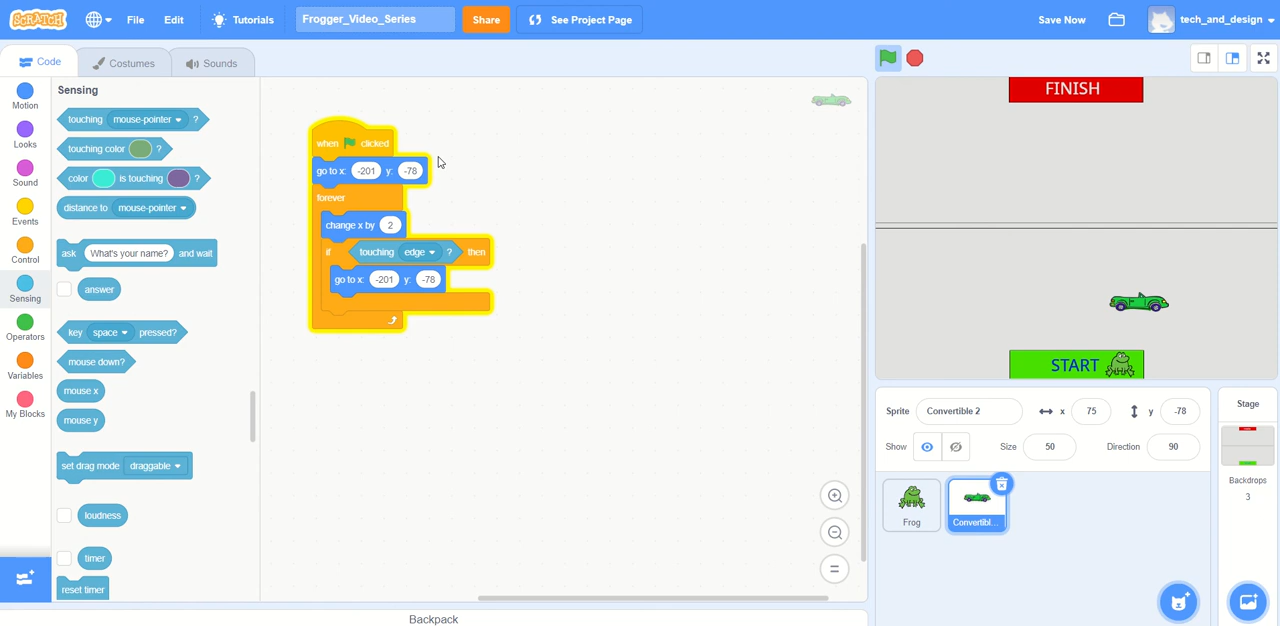 SCRATCH File Edit Tutorials Frogger_Video_Series Share See Project Page Save Now tech_and_design
Code Costumes Sounds
Motion
Looks
Sound
Events
Control
Sensing
Operators
Variables
My Blocks
Sensing
touching mouse-pointer ?
touching color ?
color is touching ?
distance to mouse-pointer
ask What's your name? and wait
answer
key space pressed?
mouse down?
mouse x
mouse y
set drag mode draggable
loudness
timer
reset timer
when clicked
go to x: -201 y: -78
forever
change x by 2
if touching edge ? then
go to x: -201 y: -78
Backpack
FINISH
START
Sprite Convertible 2 x 75 y -78
Show Size 50 Direction 90
Frog
Convertibl...
Stage
Backdrops
3